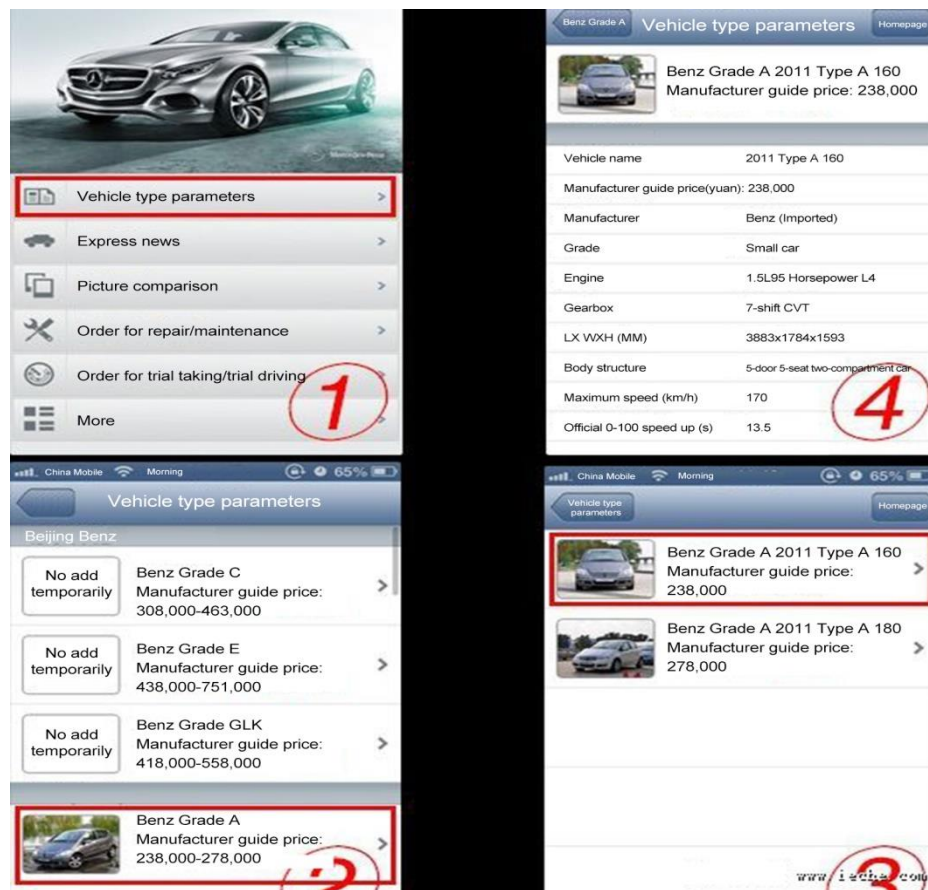 Mercedes-Benz
Vehicle type parameters
Express news
Picture comparison
Order for repair/maintenance
Order for trial taking/trial driving
More
1
Benz Grade A
Vehicle type parameters
Homepage
Benz Grade A 2011 Type A 160
Manufacturer guide price: 238,000
Vehicle name 2011 Type A 160
Manufacturer guide price(yuan): 238,000
Manufacturer Benz (Imported)
Grade Small car
Engine 1.5L95 Horsepower L4
Gearbox 7-shift CVT
LX WXH (MM) 3883x1784x1593
Body structure 5-door 5-seat two-compartment car
Maximum speed (km/h) 170
Official 0-100 speed up (s) 13.5
4
China Mobile Morning 65%
Vehicle type parameters
Beijing Benz
No add
temporarily
Benz Grade C
Manufacturer guide price:
308,000-463,000
No add
temporarily
Benz Grade E
Manufacturer guide price:
438,000-751,000
No add
temporarily
Benz Grade GLK
Manufacturer guide price:
418,000-558,000
Benz Grade A
Manufacturer guide price:
238,000-278,000
2
China Mobile Morning 65%
Vehicle type
parameters
Homepage
Benz Grade A 2011 Type A 160
Manufacturer guide price:
238,000
Benz Grade A 2011 Type A 180
Manufacturer guide price:
278,000
3